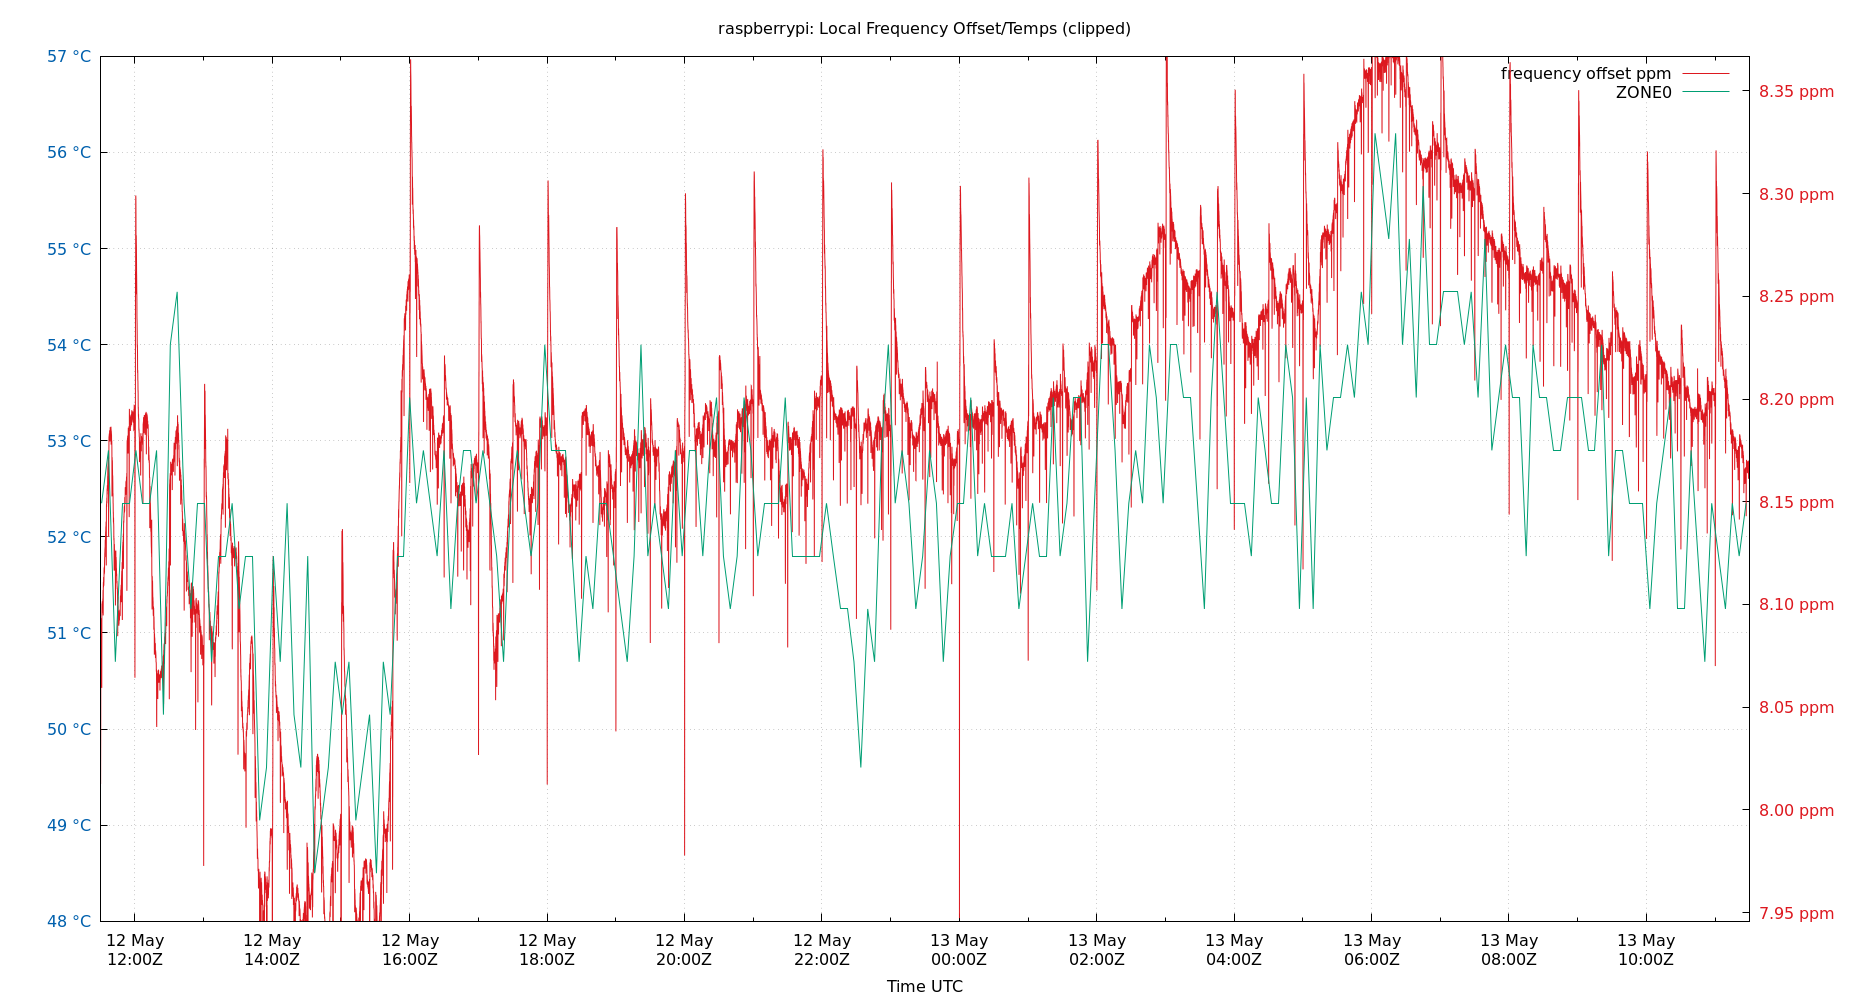 raspberrypi: Local Frequency Offset/Temps (clipped)
57 °C
56 °C
55 °C
54 °C
53 °C
52 °C
51 °C
50 °C
49 °C
48 °C
frequency offset ppm
ZONE0
8.35 ppm
8.30 ppm
8.25 ppm
8.20 ppm
8.15 ppm
8.10 ppm
8.05 ppm
8.00 ppm
7.95 ppm
12 May
12:00Z
12 May
14:00Z
12 May
16:00Z
12 May
18:00Z
12 May
20:00Z
12 May
22:00Z
13 May
00:00Z
13 May
02:00Z
13 May
04:00Z
13 May
06:00Z
13 May
08:00Z
13 May
10:00Z
Time UTC